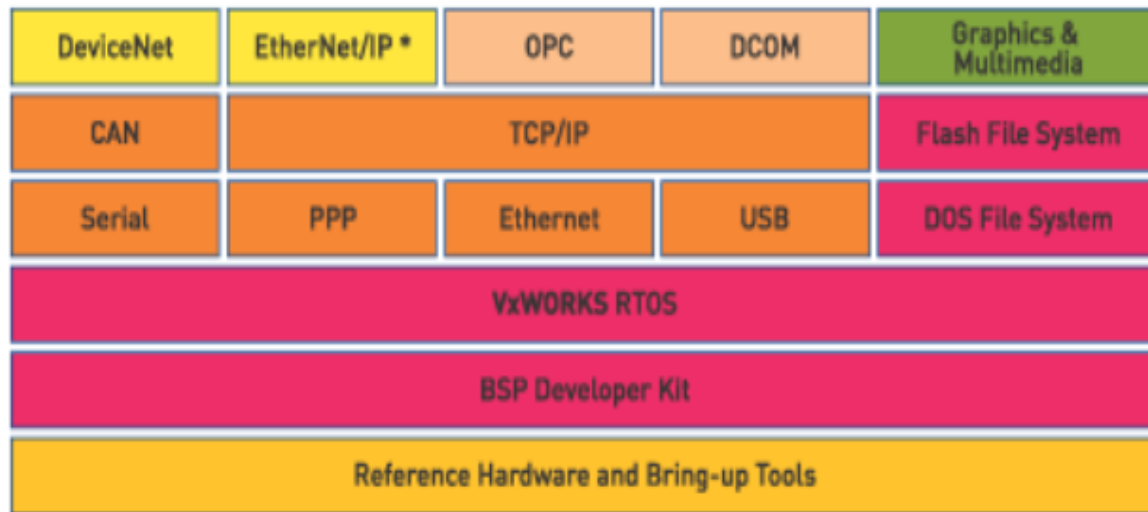 DeviceNet
EtherNet/IP *
OPC
DCOM
Graphics &
Multimedia
CAN
TCP/IP
Flash File System
Serial
PPP
Ethernet
USB
DOS File System
VxWORKS RTOS
BSP Developer Kit
Reference Hardware and Bring-up Tools